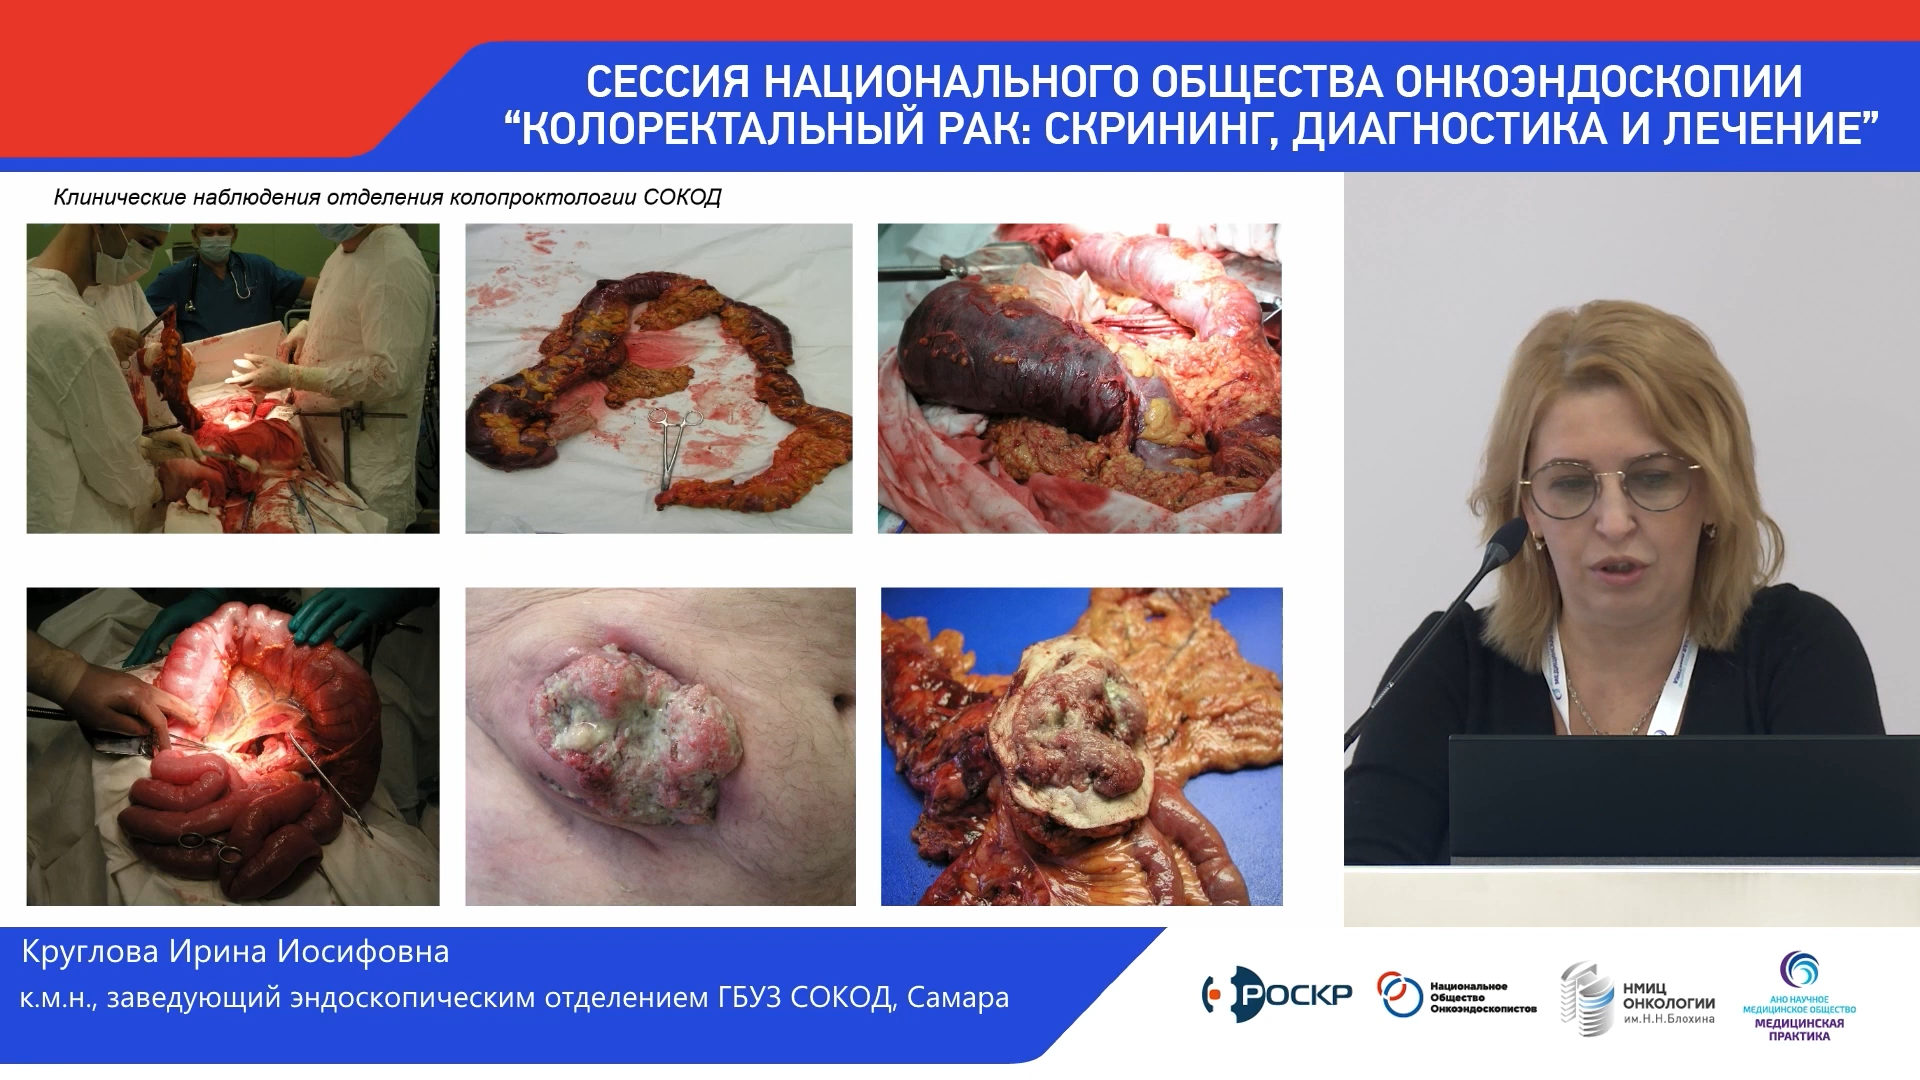 СЕССИЯ НАЦИОНАЛЬНОГО ОБЩЕСТВА ОНКОЭНДОСКОПИИ
“КОЛОРЕКТАЛЬНЫЙ РАК: СКРИНИНГ, ДИАГНОСТИКА И ЛЕЧЕНИЕ”
Клинические наблюдения отделения колопроктологии СОКОД
Круглова Ирина Иосифовна
к.м.н., заведующий эндоскопическим отделением ГБУЗ СОКОД, Самара
РОСКР
Национальное
Общество
Онкоэндоскопистов
НМИЦ
ОНКОЛОГИИ
им.Н.Н.Блохина
АНО НАУЧНОЕ
МЕДИЦИНСКОЕ ОБЩЕСТВО
МЕДИЦИНСКАЯ
ПРАКТИКА